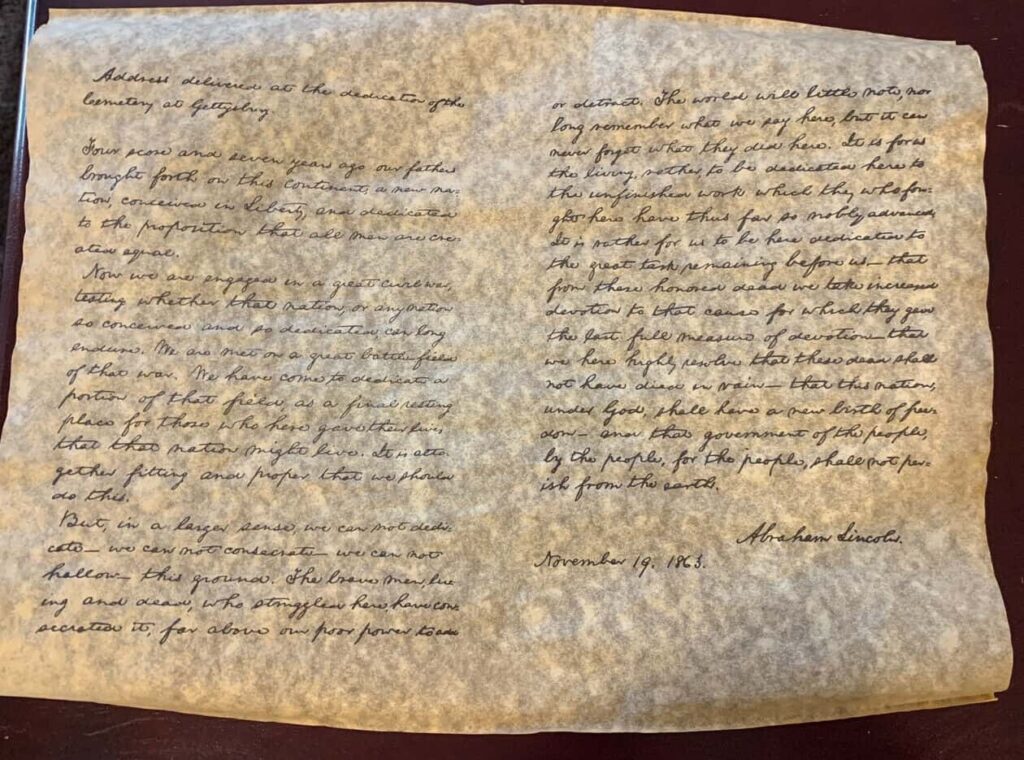 Address delivered at the dedication of the
Cemetery at Gettysburg.
Four score and seven years ago our fathers
brought forth on this continent, a new na-
tion, conceived in Liberty, and dedicated
to the proposition that all men are cre-
ated equal.
Now we are engaged in a great civil war,
testing whether that nation, or any nation
so conceived and so dedicated, can long
endure. We are met on a great battle-field
of that war. We have come to dedicate a
portion of that field, as a final resting
place for those who here gave their lives
that that nation might live. It is alto-
gether fitting and proper that we should
do this.
But, in a larger sense, we can not dedi-
cate— we can not consecrate— we can not
hallow— this ground. The brave men, liv-
ing and dead, who struggled here, have con-
secrated it, far above our poor power to add
or detract. The world will little note, nor
long remember what we say here, but it can
never forget what they did here. It is for us
the living, rather, to be dedicated here to
the unfinished work which they who fou-
ght here have thus far so nobly advanced.
It is rather for us to be here dedicated to
the great task remaining before us— that
from these honored dead we take increased
devotion to that cause for which they gave
the last full measure of devotion— that
we here highly resolve that these dead shall
not have died in vain— that this nation,
under God, shall have a new birth of free-
dom— and that government of the people,
by the people, for the people, shall not per-
ish from the earth.
Abraham Lincoln.
November 19. 1863.